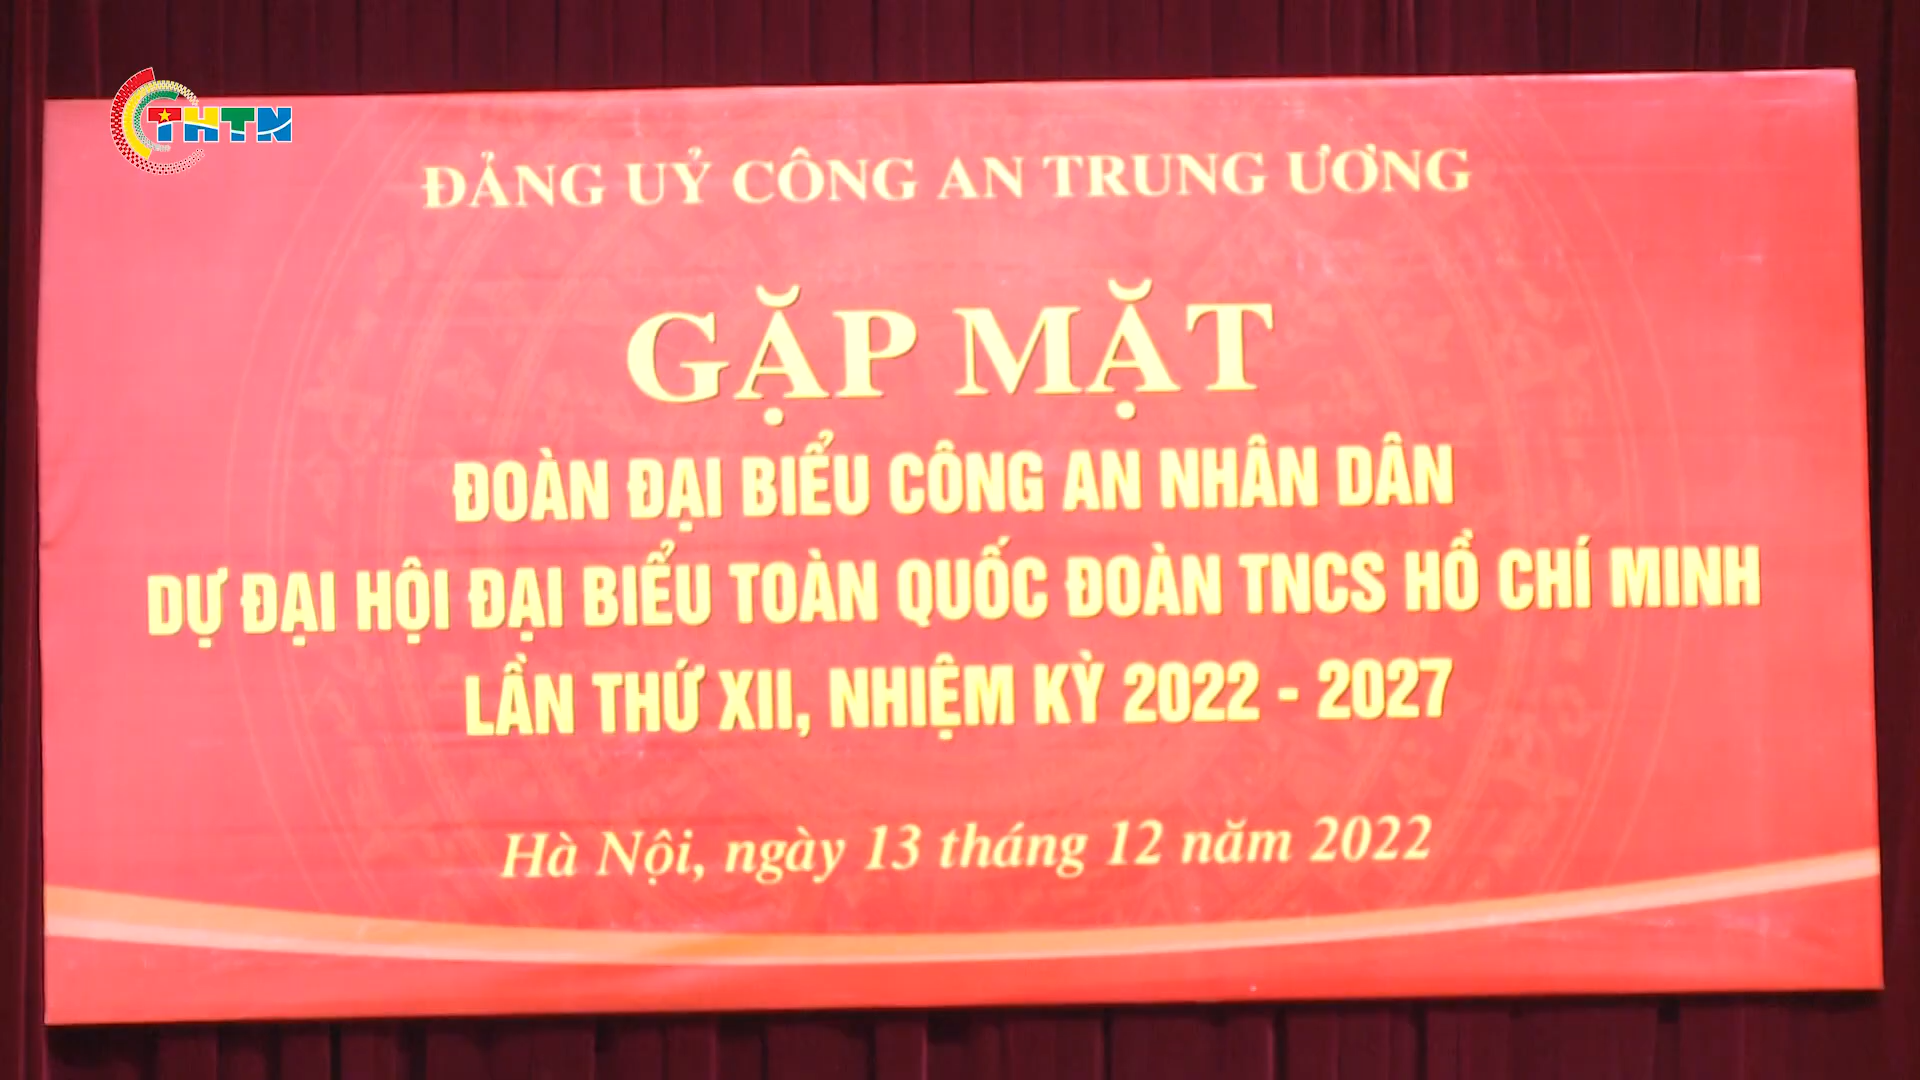 THTN
ĐẢNG UỶ CÔNG AN TRUNG ƯƠNG
GẶP MẶT
ĐOÀN ĐẠI BIỂU CÔNG AN NHÂN DÂN
DỰ ĐẠI HỘI ĐẠI BIỂU TOÀN QUỐC ĐOÀN TNCS HỒ CHÍ MINH
LẦN THỨ XII, NHIỆM KỲ 2022 - 2027
Hà Nội, ngày 13 tháng 12 năm 2022